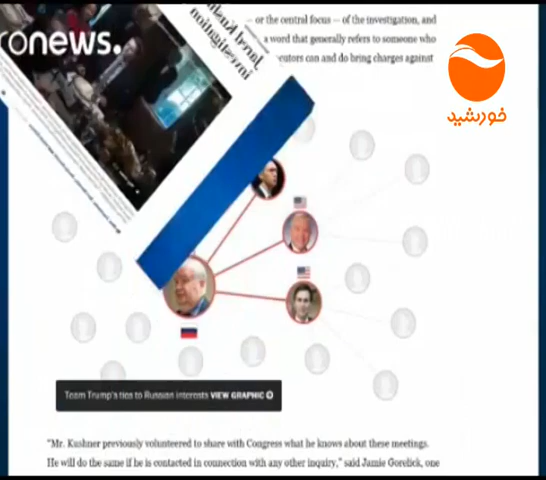 ronews.
Jared Kush
investigation
or the central focus — of the investigation, and
a word that generally refers to someone who
cutors can and do bring charges against
خورشید
Team Trump's ties to Russian interests VIEW GRAPHIC
"Mr. Kushner previously volunteered to share with Congress what he knows about these meetings.
He will do the same if he is contacted in connection with any other inquiry," said Jamie Gorelick, one